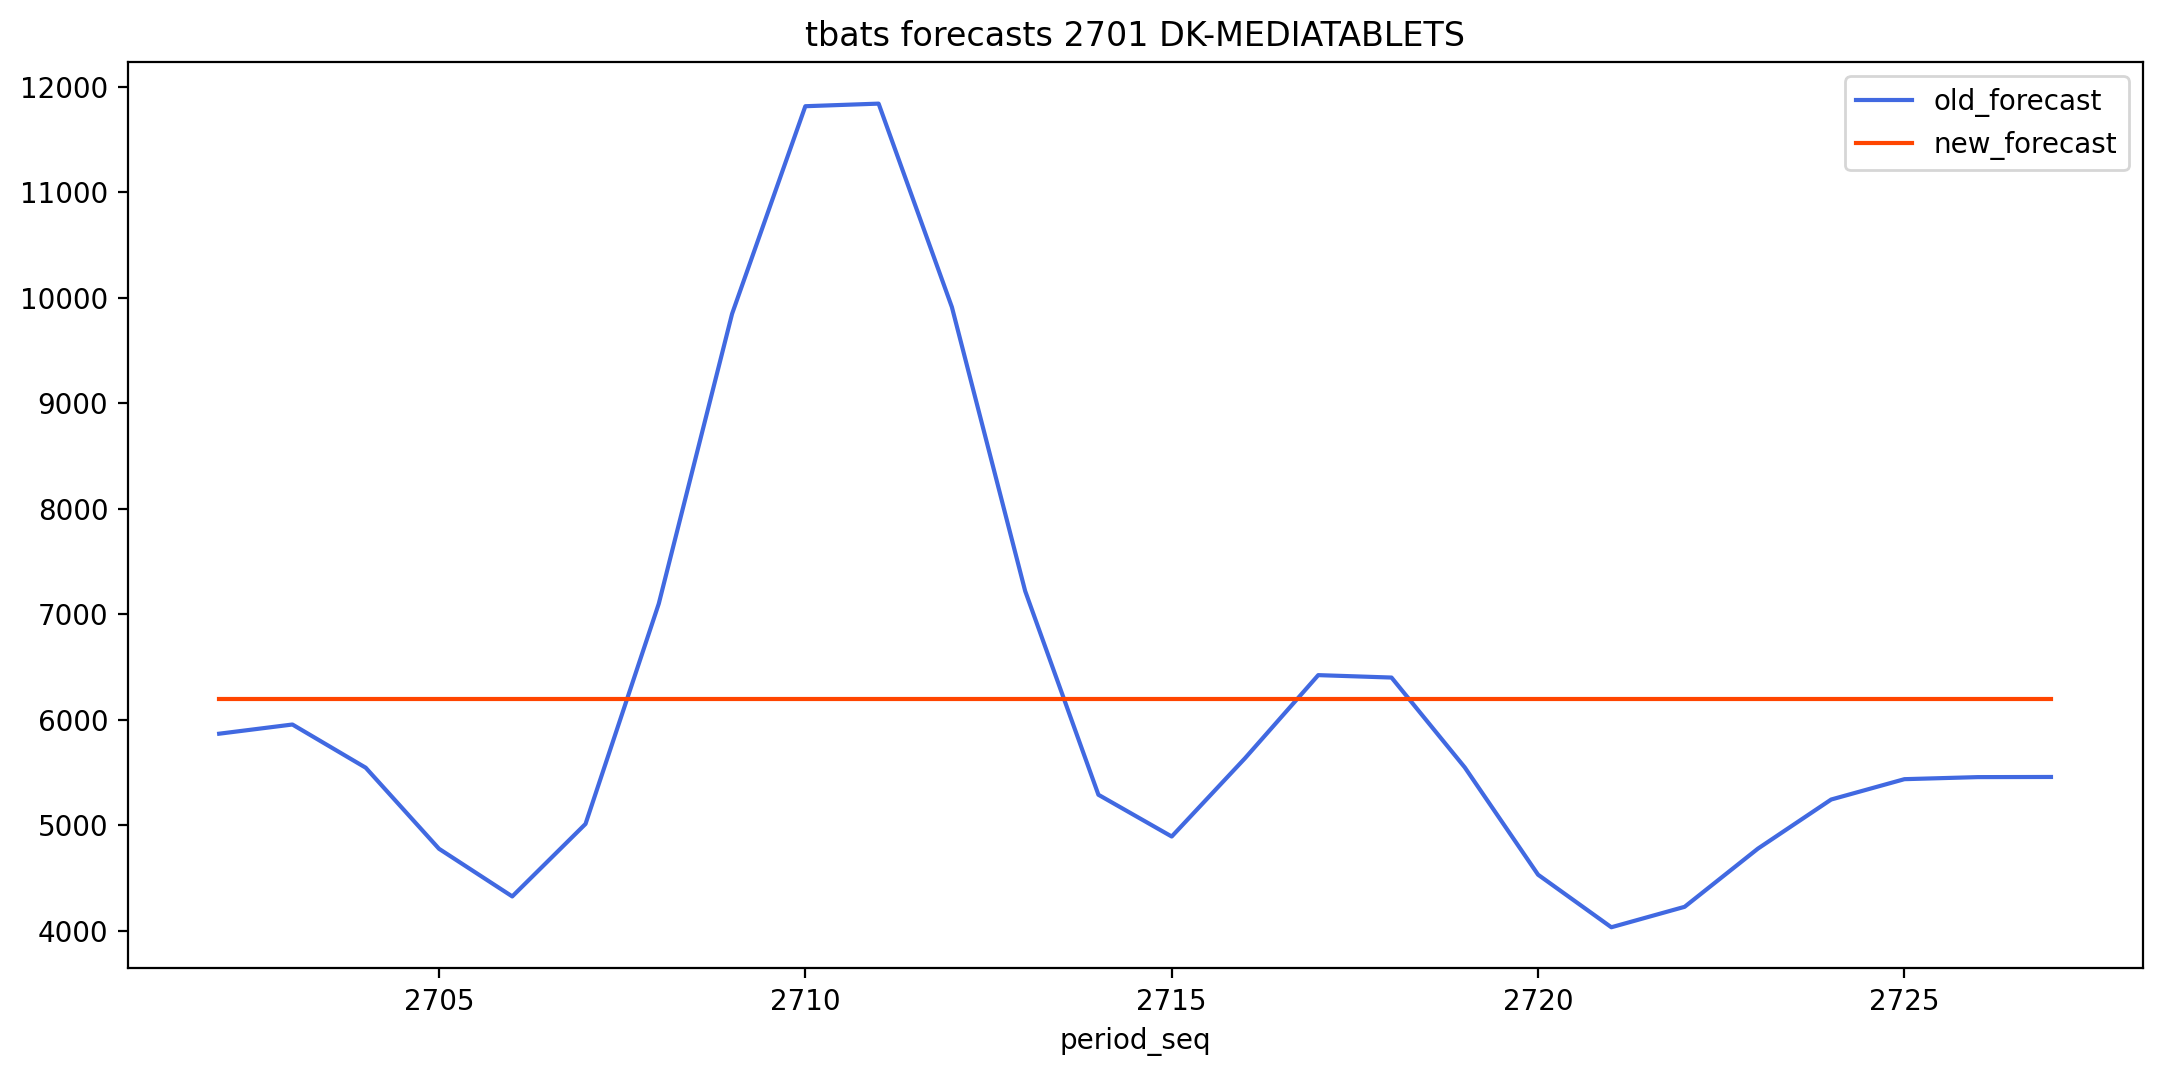 tbats forecasts 2701 DK-MEDIATABLETS
12000
11000
10000
9000
8000
7000
6000
5000
4000
old_forecast
new_forecast
2705 2710 2715 2720 2725
period_seq